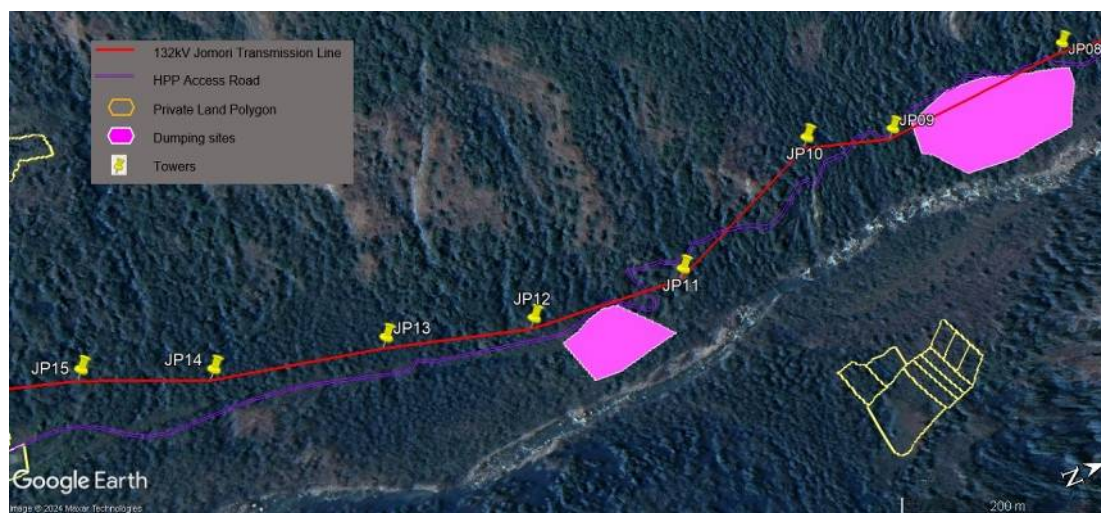 132kV Jomori Transmission Line
HPP Access Road
Private Land Polygon
Dumping sites
Towers
JP08
JP09
JP10
JP11
JP12
JP13
JP14
JP15
N
Google Earth
Image © 2024 Maxar Technologies
200 m